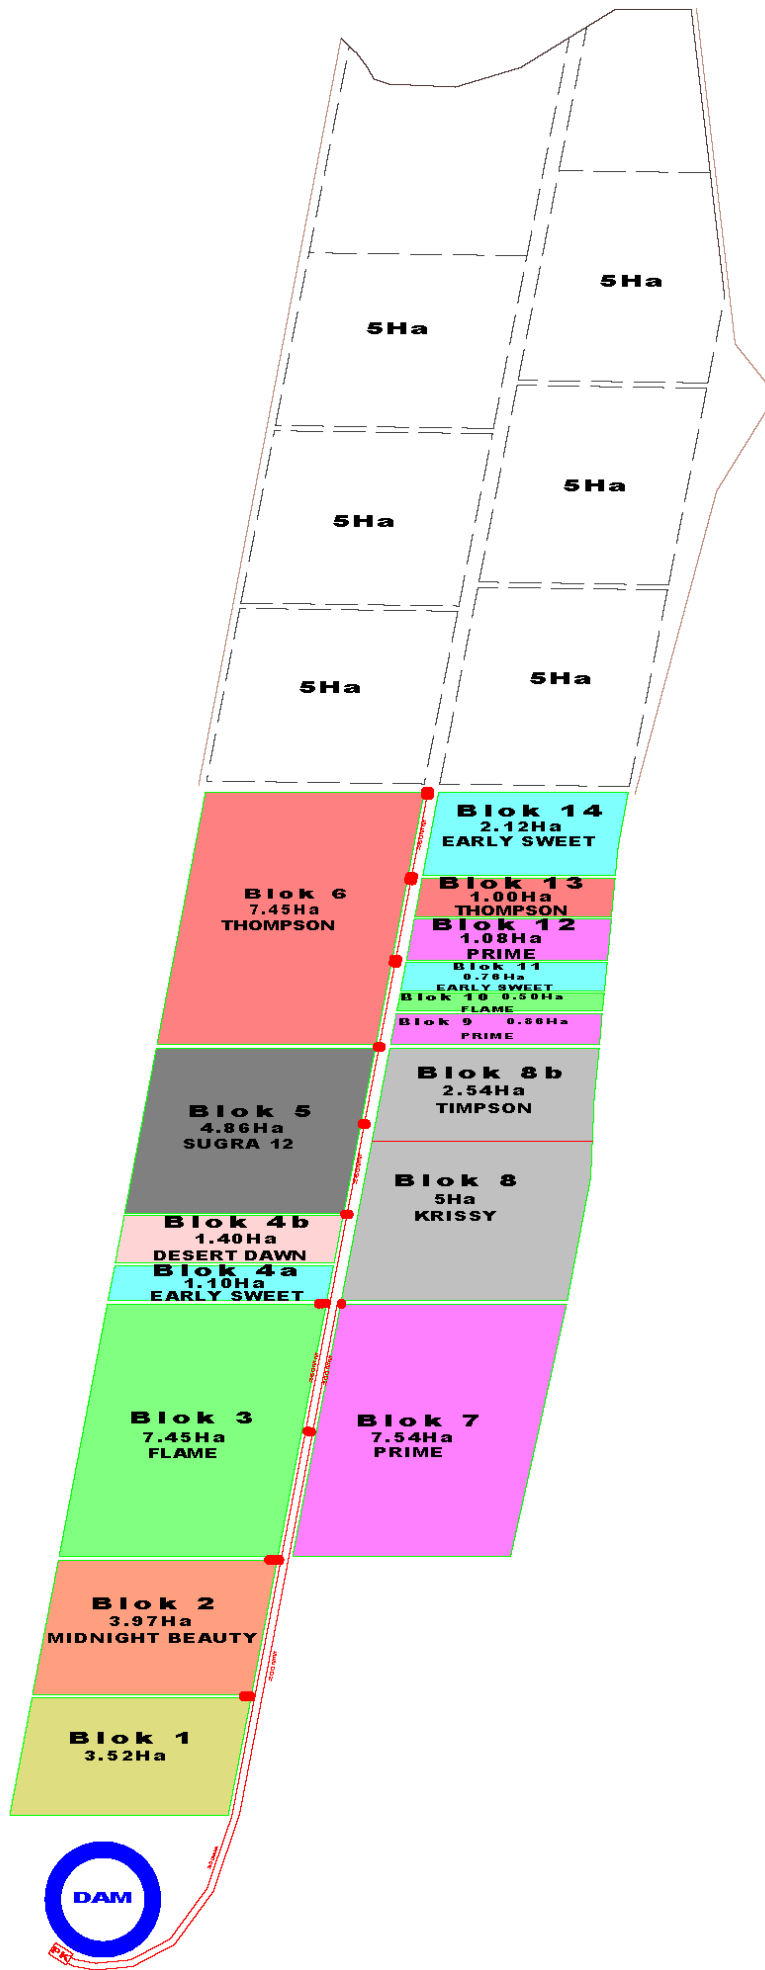 5Ha
5Ha
5Ha
5Ha
5Ha
5Ha
Blok 14
2.12Ha
EARLY SWEET
Blok 13
1.00Ha
THOMPSON
Blok 6
7.45Ha
THOMPSON
Blok 12
1.08Ha
PRIME
Blok 11
0.76Ha
EARLY SWEET
Blok 10 0.50Ha
FLAME
Blok 9 0.86Ha
PRIME
Blok 8b
2.54Ha
TIMPSON
Blok 5
4.86Ha
SUGRA 12
Blok 8
5Ha
KRISSY
Blok 4b
1.40Ha
DESERT DAWN
Blok 4a
1.10Ha
EARLY SWEET
Blok 3
7.45Ha
FLAME
Blok 7
7.54Ha
PRIME
Blok 2
3.97Ha
MIDNIGHT BEAUTY
Blok 1
3.52Ha
DAM
PK